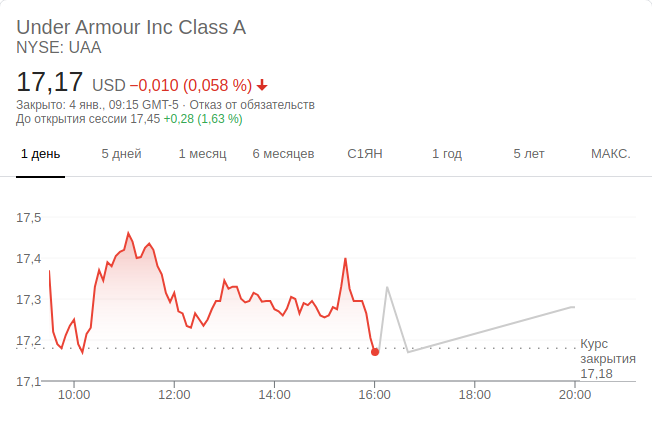 Under Armour Inc Class A
NYSE: UAA
17,17 USD −0,010 (0,058 %)
Закрыто: 4 янв., 09:15 GMT-5 · Отказ от обязательств
До открытия сессии 17,45 +0,28 (1,63 %)
1 день 5 дней 1 месяц 6 месяцев С1ЯН 1 год 5 лет МАКС.
17,5
17,4
17,3
17,2
17,1
Курс
закрытия
17,18
10:00 12:00 14:00 16:00 18:00 20:00